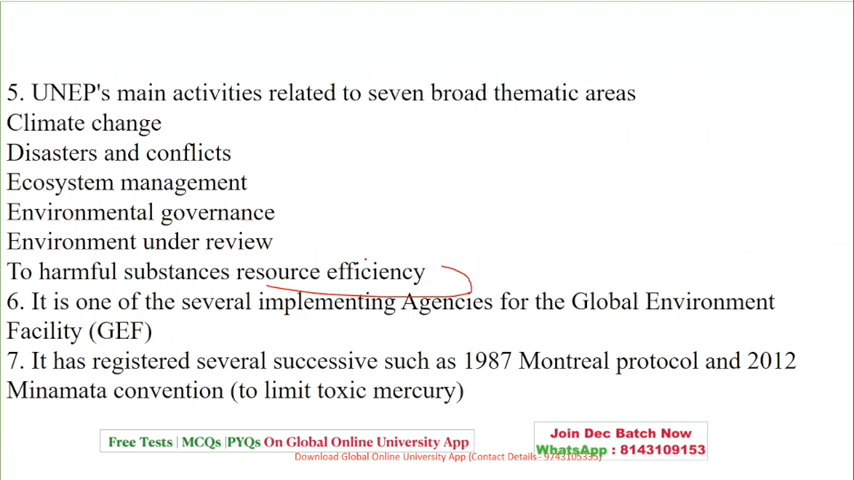 5. UNEP's main activities related to seven broad thematic areas
Climate change
Disasters and conflicts
Ecosystem management
Environmental governance
Environment under review
To harmful substances resource efficiency
6. It is one of the several implementing Agencies for the Global Environment
Facility (GEF)
7. It has registered several successive such as 1987 Montreal protocol and 2012
Minamata convention (to limit toxic mercury)
Free Tests | MCQs |PYQs On Global Online University App
Join Dec Batch Now
WhatsApp : 8143109153
Download Global Online University App (Contact Details - 9743105335)